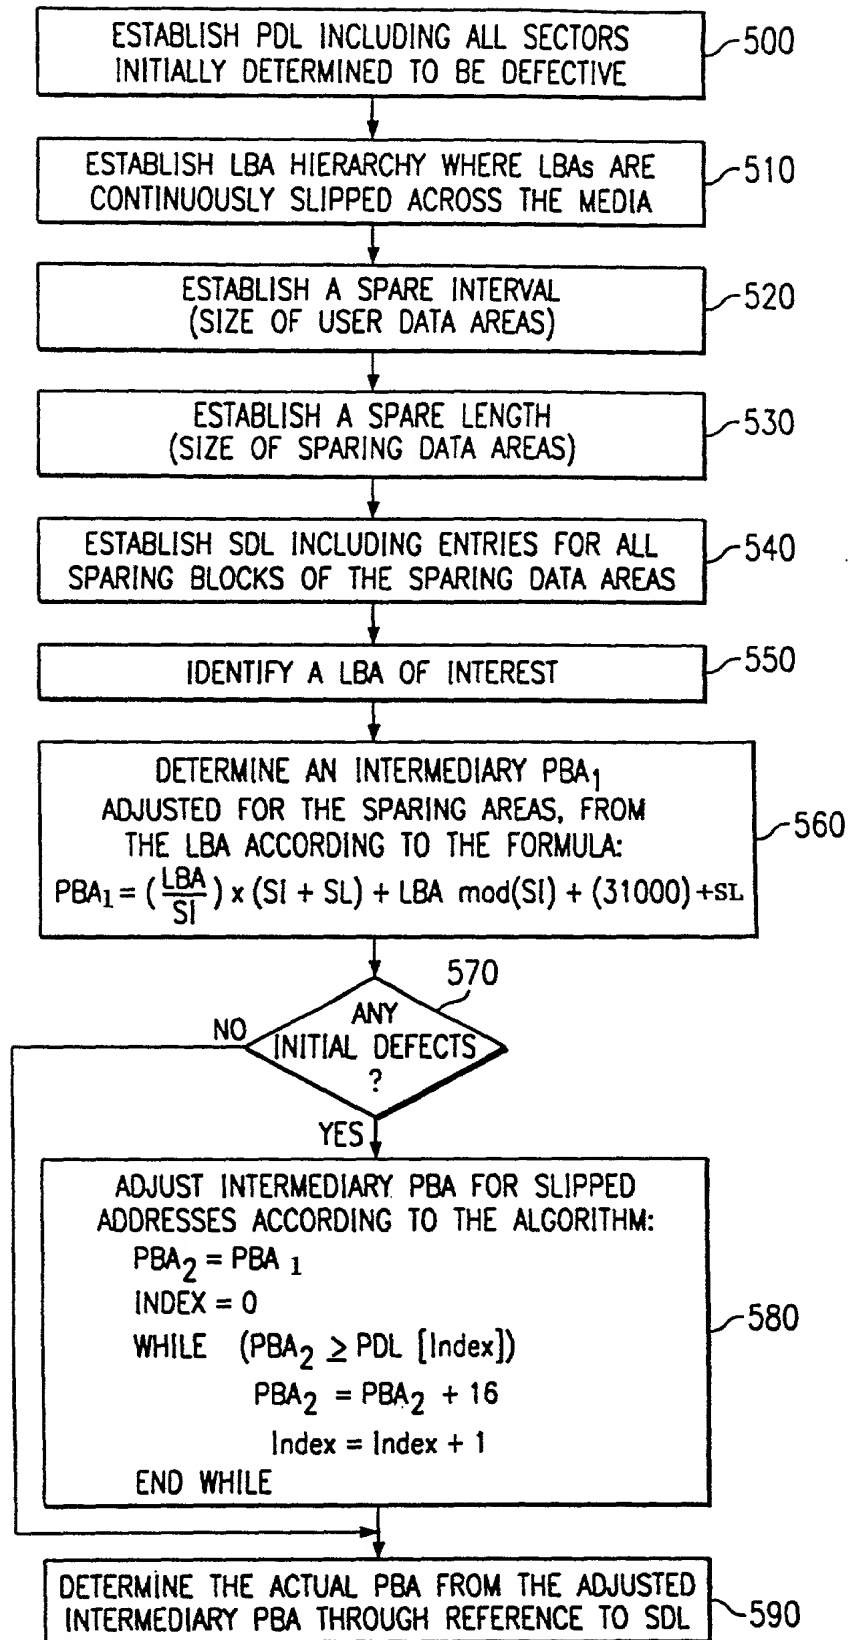 ESTABLISH PDL INCLUDING ALL SECTORS
INITIALLY DETERMINED TO BE DEFECTIVE
500
ESTABLISH LBA HIERARCHY WHERE LBAs ARE
CONTINUOUSLY SLIPPED ACROSS THE MEDIA
510
ESTABLISH A SPARE INTERVAL
(SIZE OF USER DATA AREAS)
520
ESTABLISH A SPARE LENGTH
(SIZE OF SPARING DATA AREAS)
530
ESTABLISH SDL INCLUDING ENTRIES FOR ALL
SPARING BLOCKS OF THE SPARING DATA AREAS
540
IDENTIFY A LBA OF INTEREST
550
DETERMINE AN INTERMEDIARY PBA₁
ADJUSTED FOR THE SPARING AREAS, FROM
THE LBA ACCORDING TO THE FORMULA:
PBA₁ = (LBA/SI) x (SI + SL) + LBA mod(SI) + (31000) +SL
560
570
ANY
INITIAL DEFECTS
?
NO
YES
ADJUST INTERMEDIARY PBA FOR SLIPPED
ADDRESSES ACCORDING TO THE ALGORITHM:
PBA₂ = PBA ₁
INDEX = 0
WHILE (PBA₂ ≥ PDL [Index])
PBA₂ = PBA₂ + 16
Index = Index + 1
END WHILE
580
DETERMINE THE ACTUAL PBA FROM THE ADJUSTED
INTERMEDIARY PBA THROUGH REFERENCE TO SDL
590